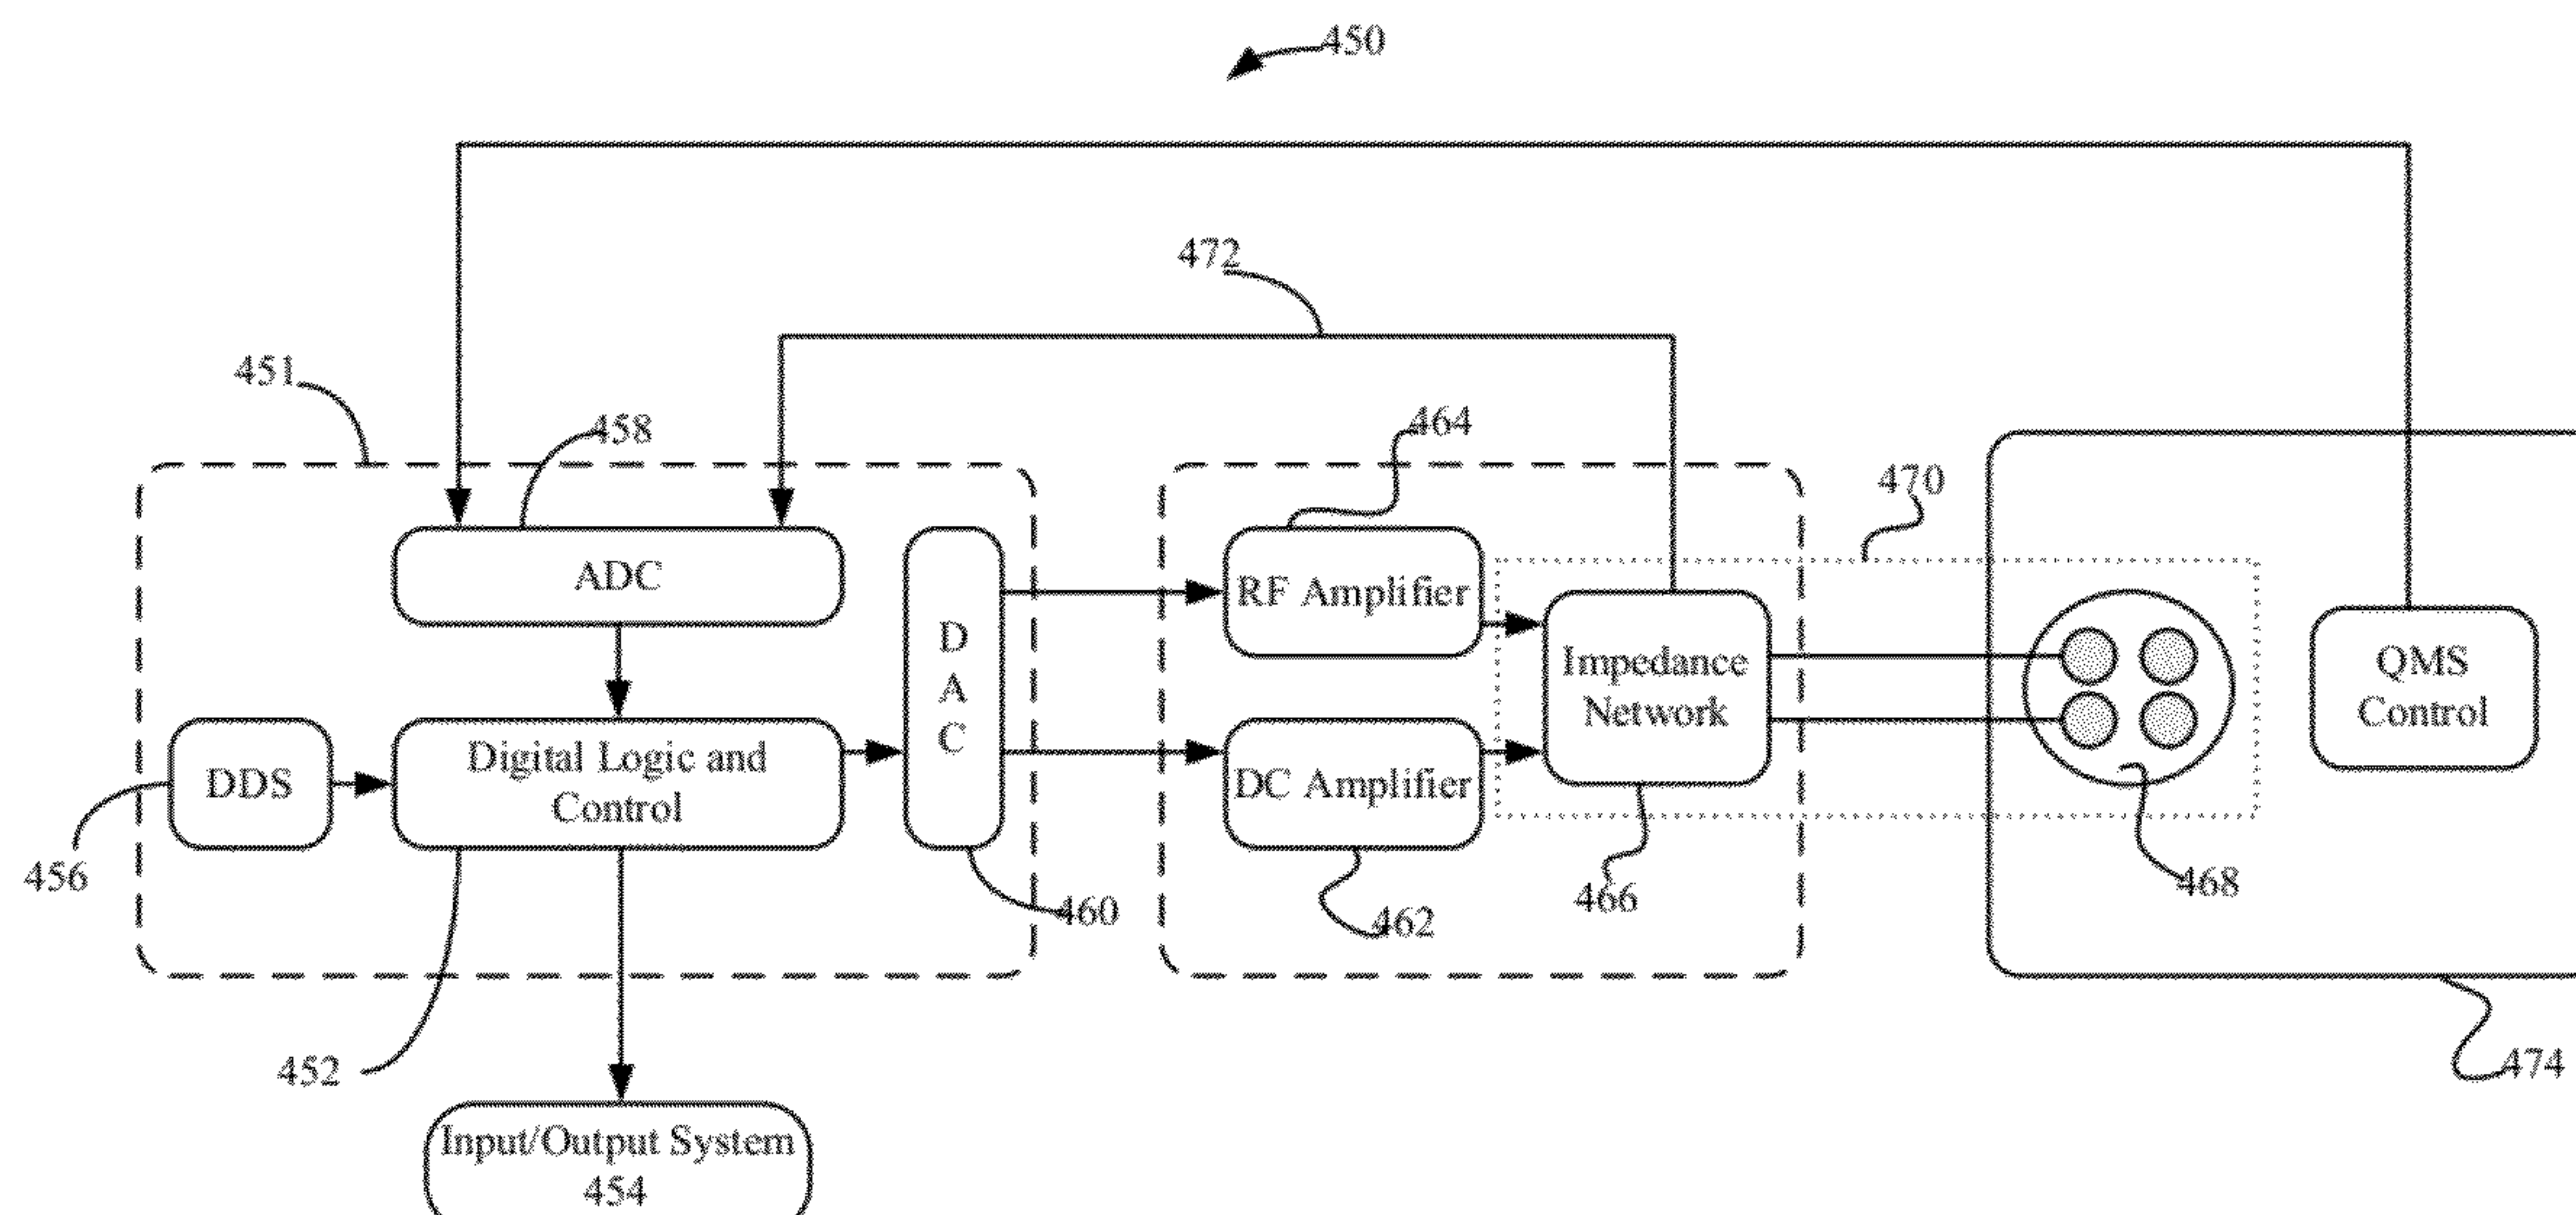 450
472
451
458
464
470
ADC
RF Amplifier
D
A
C
Impedance
Network
QMS
Control
DDS
Digital Logic and
Control
DC Amplifier
456
460
462
466
468
452
474
Input/Output System
454